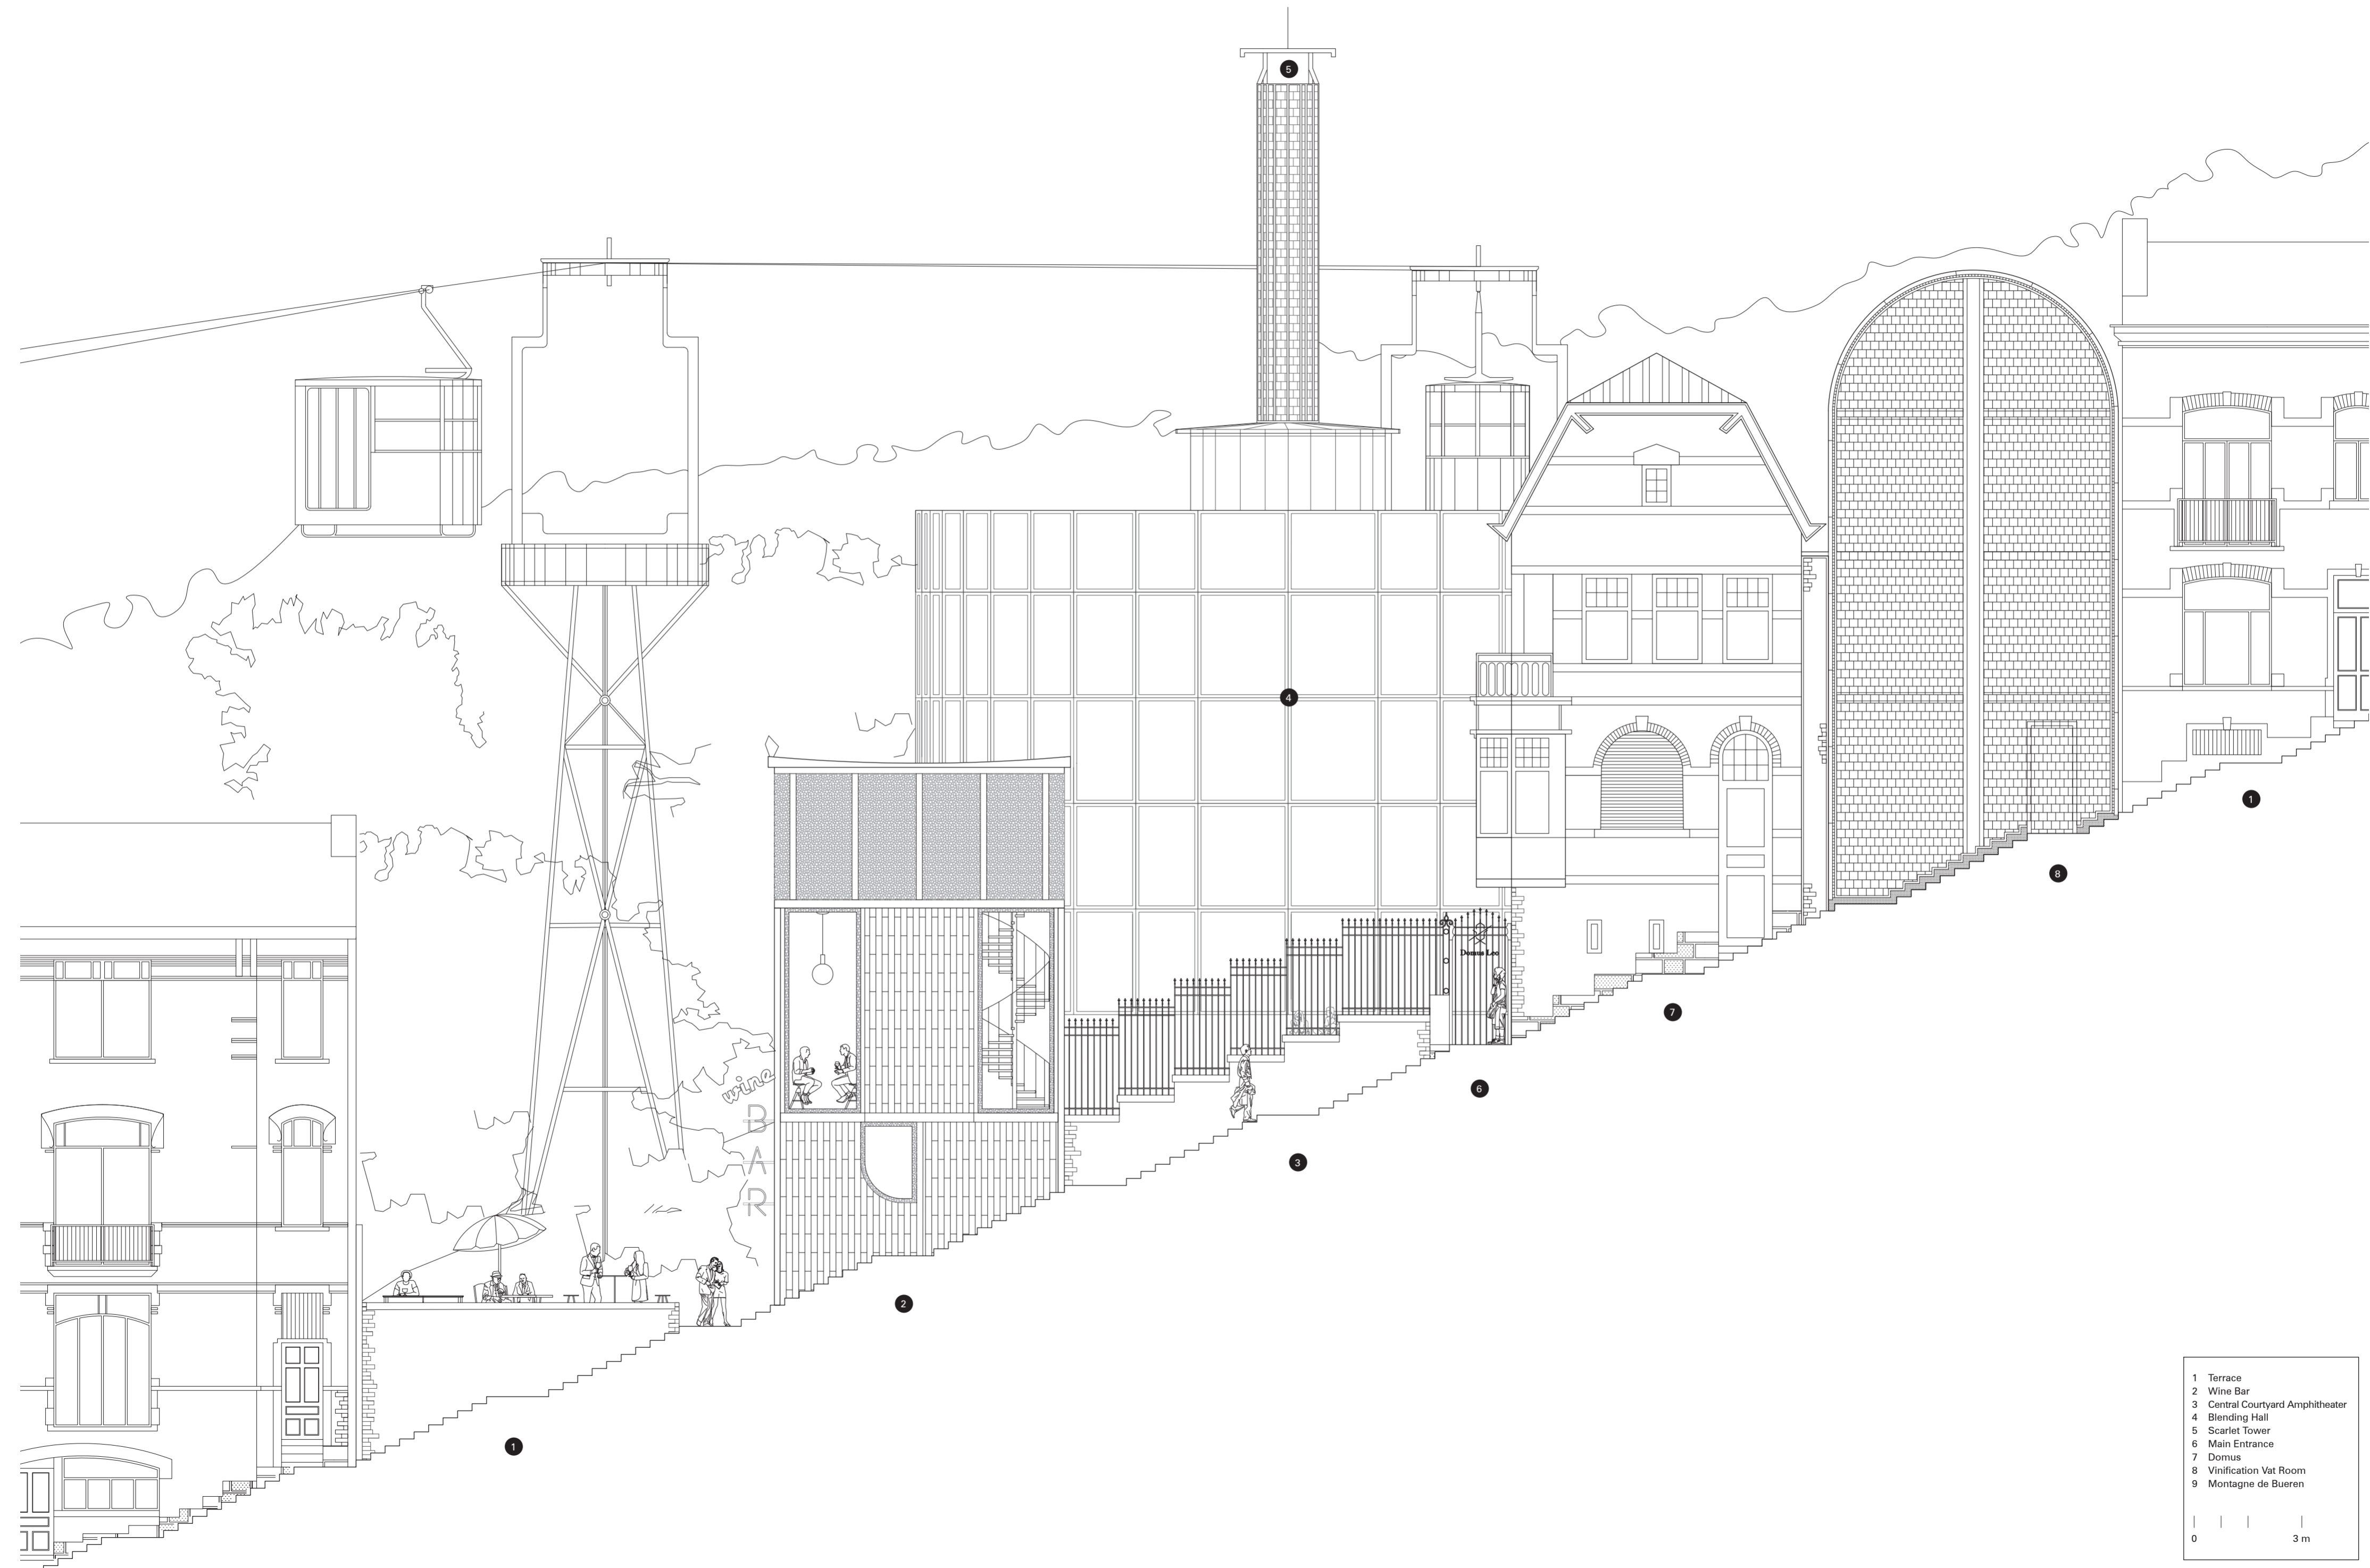 5
4
wine
B
A
R
Domus Leo
1
8
7
6
3
2
1
1 Terrace
2 Wine Bar
3 Central Courtyard Amphitheater
4 Blending Hall
5 Scarlet Tower
6 Main Entrance
7 Domus
8 Vinification Vat Room
9 Montagne de Bueren
0 3 m